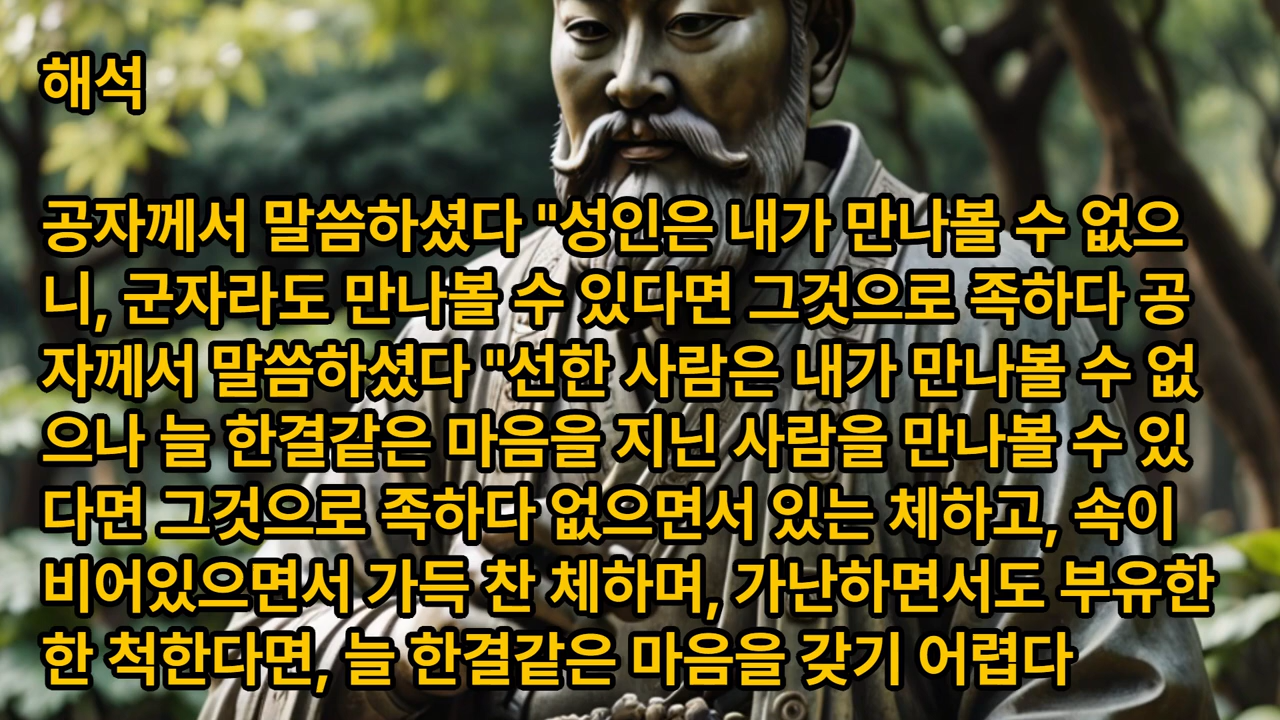 해석
공자께서 말씀하셨다 "성인은 내가 만나볼 수 없으
니, 군자라도 만나볼 수 있다면 그것으로 족하다 공
자께서 말씀하셨다 "선한 사람은 내가 만나볼 수 없
으나 늘 한결같은 마음을 지닌 사람을 만나볼 수 있
다면 그것으로 족하다 없으면서 있는 체하고, 속이
비어있으면서 가득 찬 체하며, 가난하면서도 부유한
한 척한다면, 늘 한결같은 마음을 갖기 어렵다